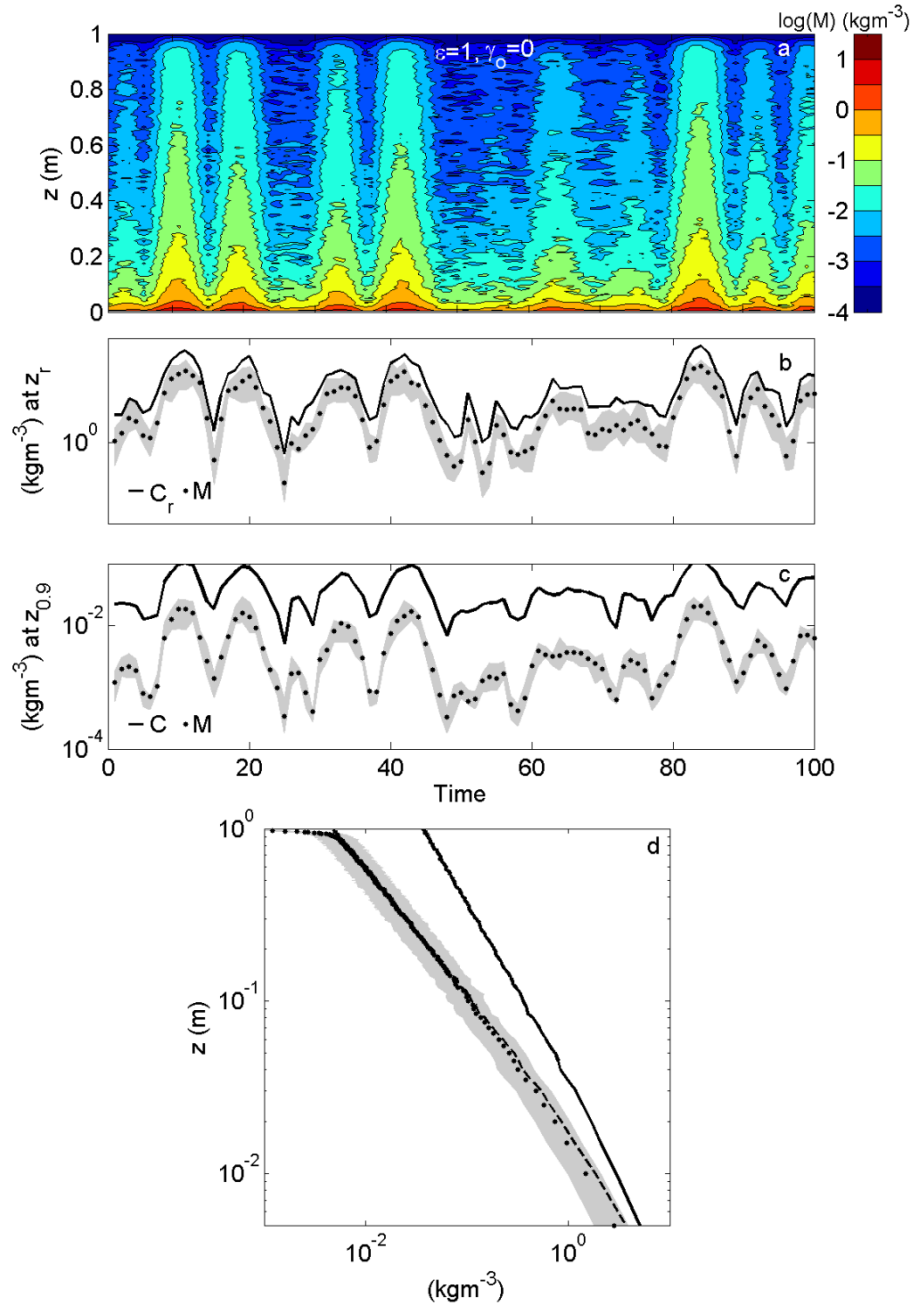 log(M) (kgm⁻³)
ε=1, γₒ=0
a
z (m)
1
0.8
0.6
0.4
0.2
0
1
0
-1
-2
-3
-4
b
(kgm⁻³) at zᵣ
10⁰
– Cᵣ • M
c
(kgm⁻³) at z₀.₉
10⁻²
10⁻⁴
– C • M
0
20
40
60
80
100
Time
d
z (m)
10⁰
10⁻¹
10⁻²
10⁻²
10⁰
(kgm⁻³)